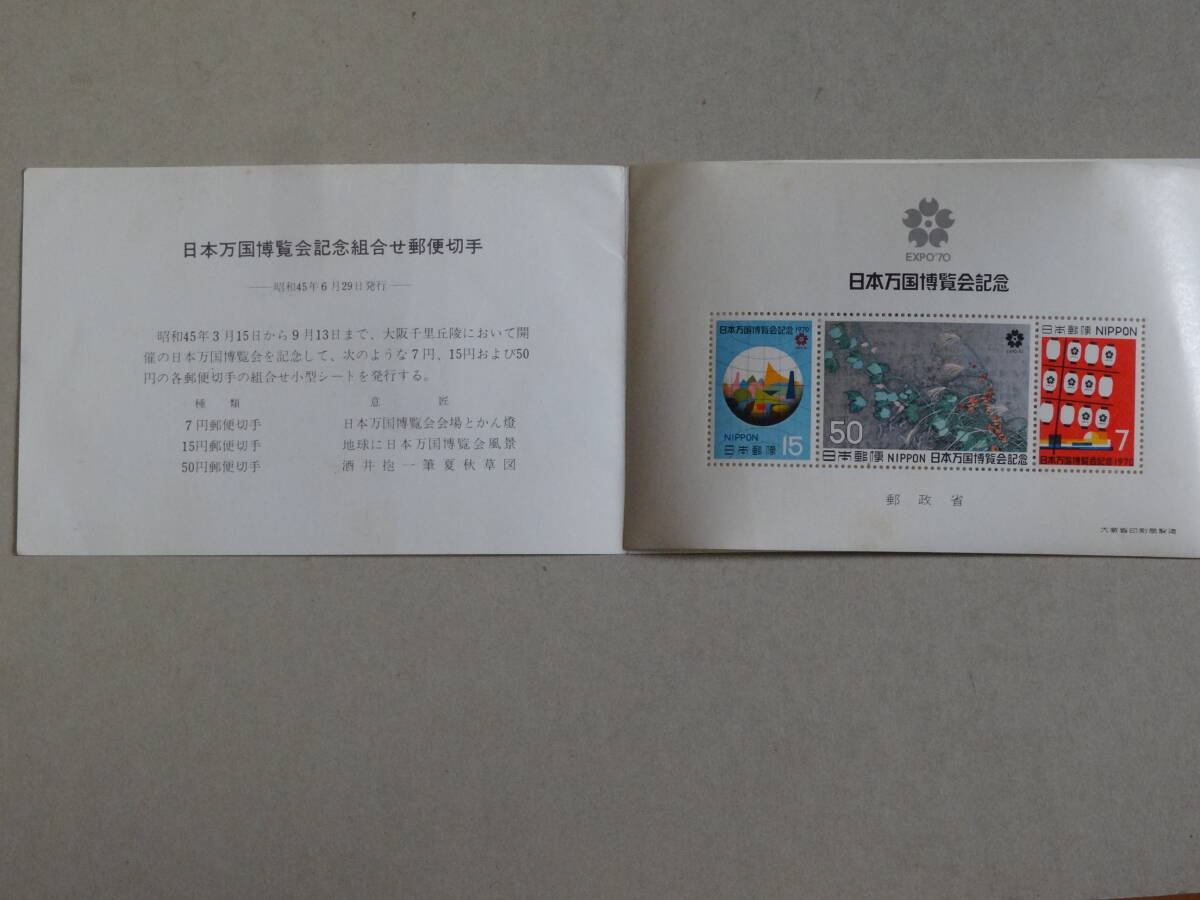 日本万国博覧会記念組合せ郵便切手
――昭和45年6月29日発行――
昭和45年3月15日から9月13日まで、大阪千里丘陵において開
催の日本万国博覧会を記念して、次のような7円、15円および50
円の各郵便切手の組合せ小型シートを発行する。
種類 意匠
7円郵便切手 日本万国博覧会会場とかん燈
15円郵便切手 地球に日本万国博覧会風景
50円郵便切手 酒井抱一筆夏秋草図
EXPO'70
日本万国博覧会記念
日本万国博覧会記念 1970
NIPPON
日本郵便 15
EXPO'70
50
日本郵便 NIPPON 日本万国博覧会記念
日本郵便 NIPPON
7
日本万国博覧会記念 1970
郵政省
大蔵省印刷局製造